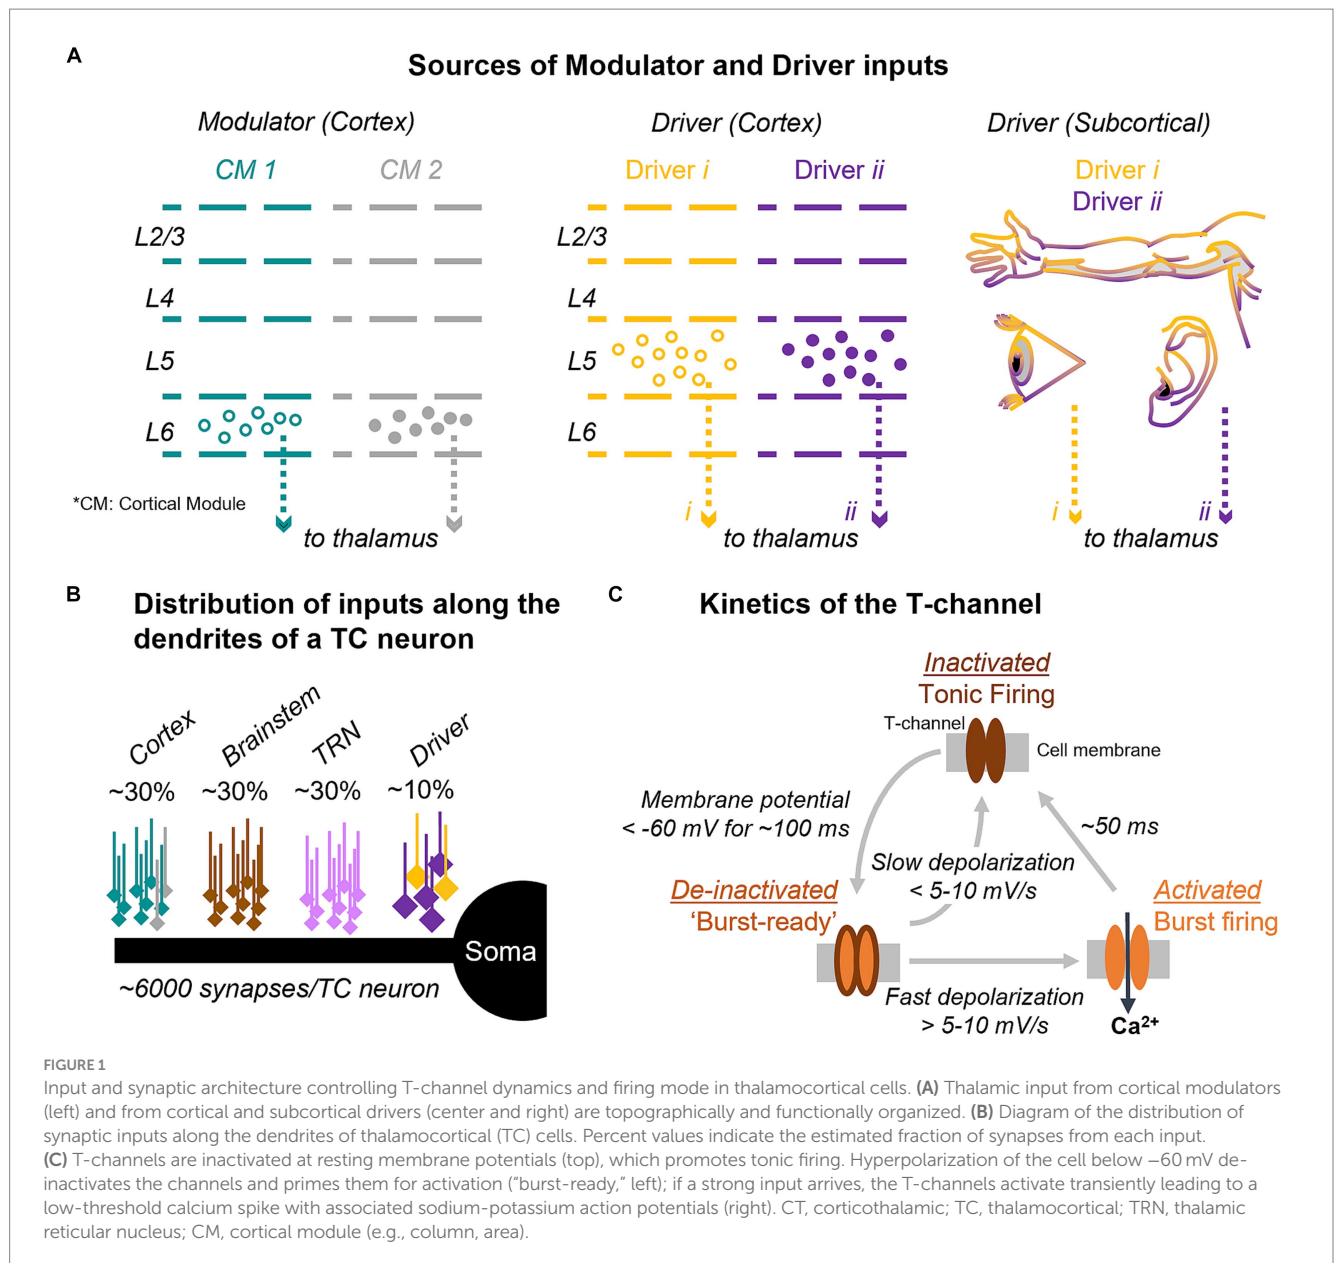 A
Sources of Modulator and Driver inputs
Modulator (Cortex)
CM 1
CM 2
L2/3
L4
L5
L6
*CM: Cortical Module
to thalamus
Driver (Cortex)
Driver i
Driver ii
L2/3
L4
L5
L6
i
ii
to thalamus
Driver (Subcortical)
Driver i
Driver ii
i
ii
to thalamus
B
Distribution of inputs along the
dendrites of a TC neuron
Cortex
Brainstem
TRN
Driver
~30%
~30%
~30%
~10%
Soma
~6000 synapses/TC neuron
C
Kinetics of the T-channel
Inactivated
Tonic Firing
T-channel
Cell membrane
Membrane potential
< -60 mV for ~100 ms
~50 ms
Slow depolarization
< 5-10 mV/s
De-inactivated
'Burst-ready'
Activated
Burst firing
Fast depolarization
> 5-10 mV/s
Ca²⁺
FIGURE 1
Input and synaptic architecture controlling T-channel dynamics and firing mode in thalamocortical cells. (A) Thalamic input from cortical modulators
(left) and from cortical and subcortical drivers (center and right) are topographically and functionally organized. (B) Diagram of the distribution of
synaptic inputs along the dendrites of thalamocortical (TC) cells. Percent values indicate the estimated fraction of synapses from each input.
(C) T-channels are inactivated at resting membrane potentials (top), which promotes tonic firing. Hyperpolarization of the cell below −60 mV de-
inactivates the channels and primes them for activation ("burst-ready," left); if a strong input arrives, the T-channels activate transiently leading to a
low-threshold calcium spike with associated sodium-potassium action potentials (right). CT, corticothalamic; TC, thalamocortical; TRN, thalamic
reticular nucleus; CM, cortical module (e.g., column, area).